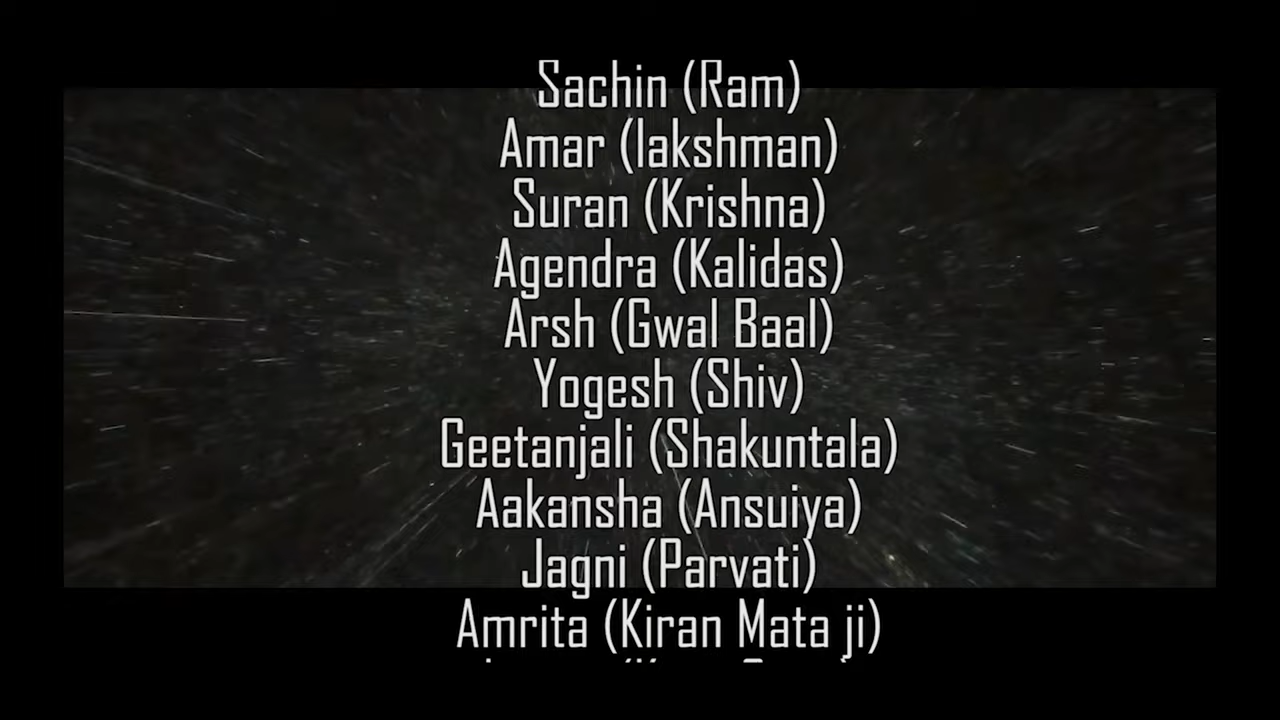 Sachin (Ram)
Amar (lakshman)
Suran (Krishna)
Agendra (Kalidas)
Arsh (Gwal Baal)
Yogesh (Shiv)
Geetanjali (Shakuntala)
Aakansha (Ansuiya)
Jagni (Parvati)
Amrita (Kiran Mata ji)